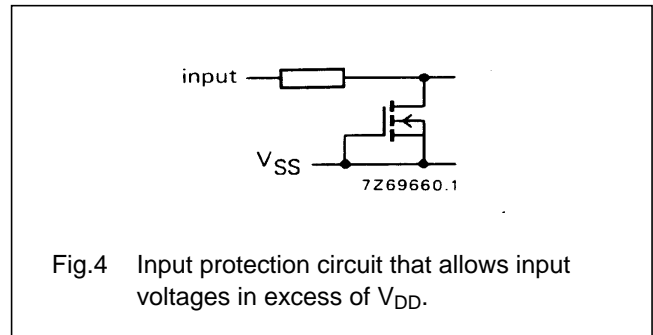 input
VSS
7Z69660.1
Fig.4 Input protection circuit that allows input
voltages in excess of VDD.